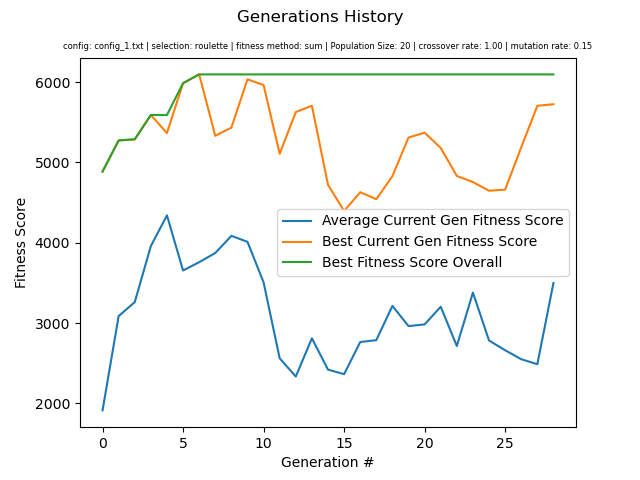 Generations History
config: config_1.txt | selection: roulette | fitness method: sum | Population Size: 20 | crossover rate: 1.00 | mutation rate: 0.15
6000
5000
4000
3000
2000
Fitness Score
Average Current Gen Fitness Score
Best Current Gen Fitness Score
Best Fitness Score Overall
0 5 10 15 20 25
Generation #